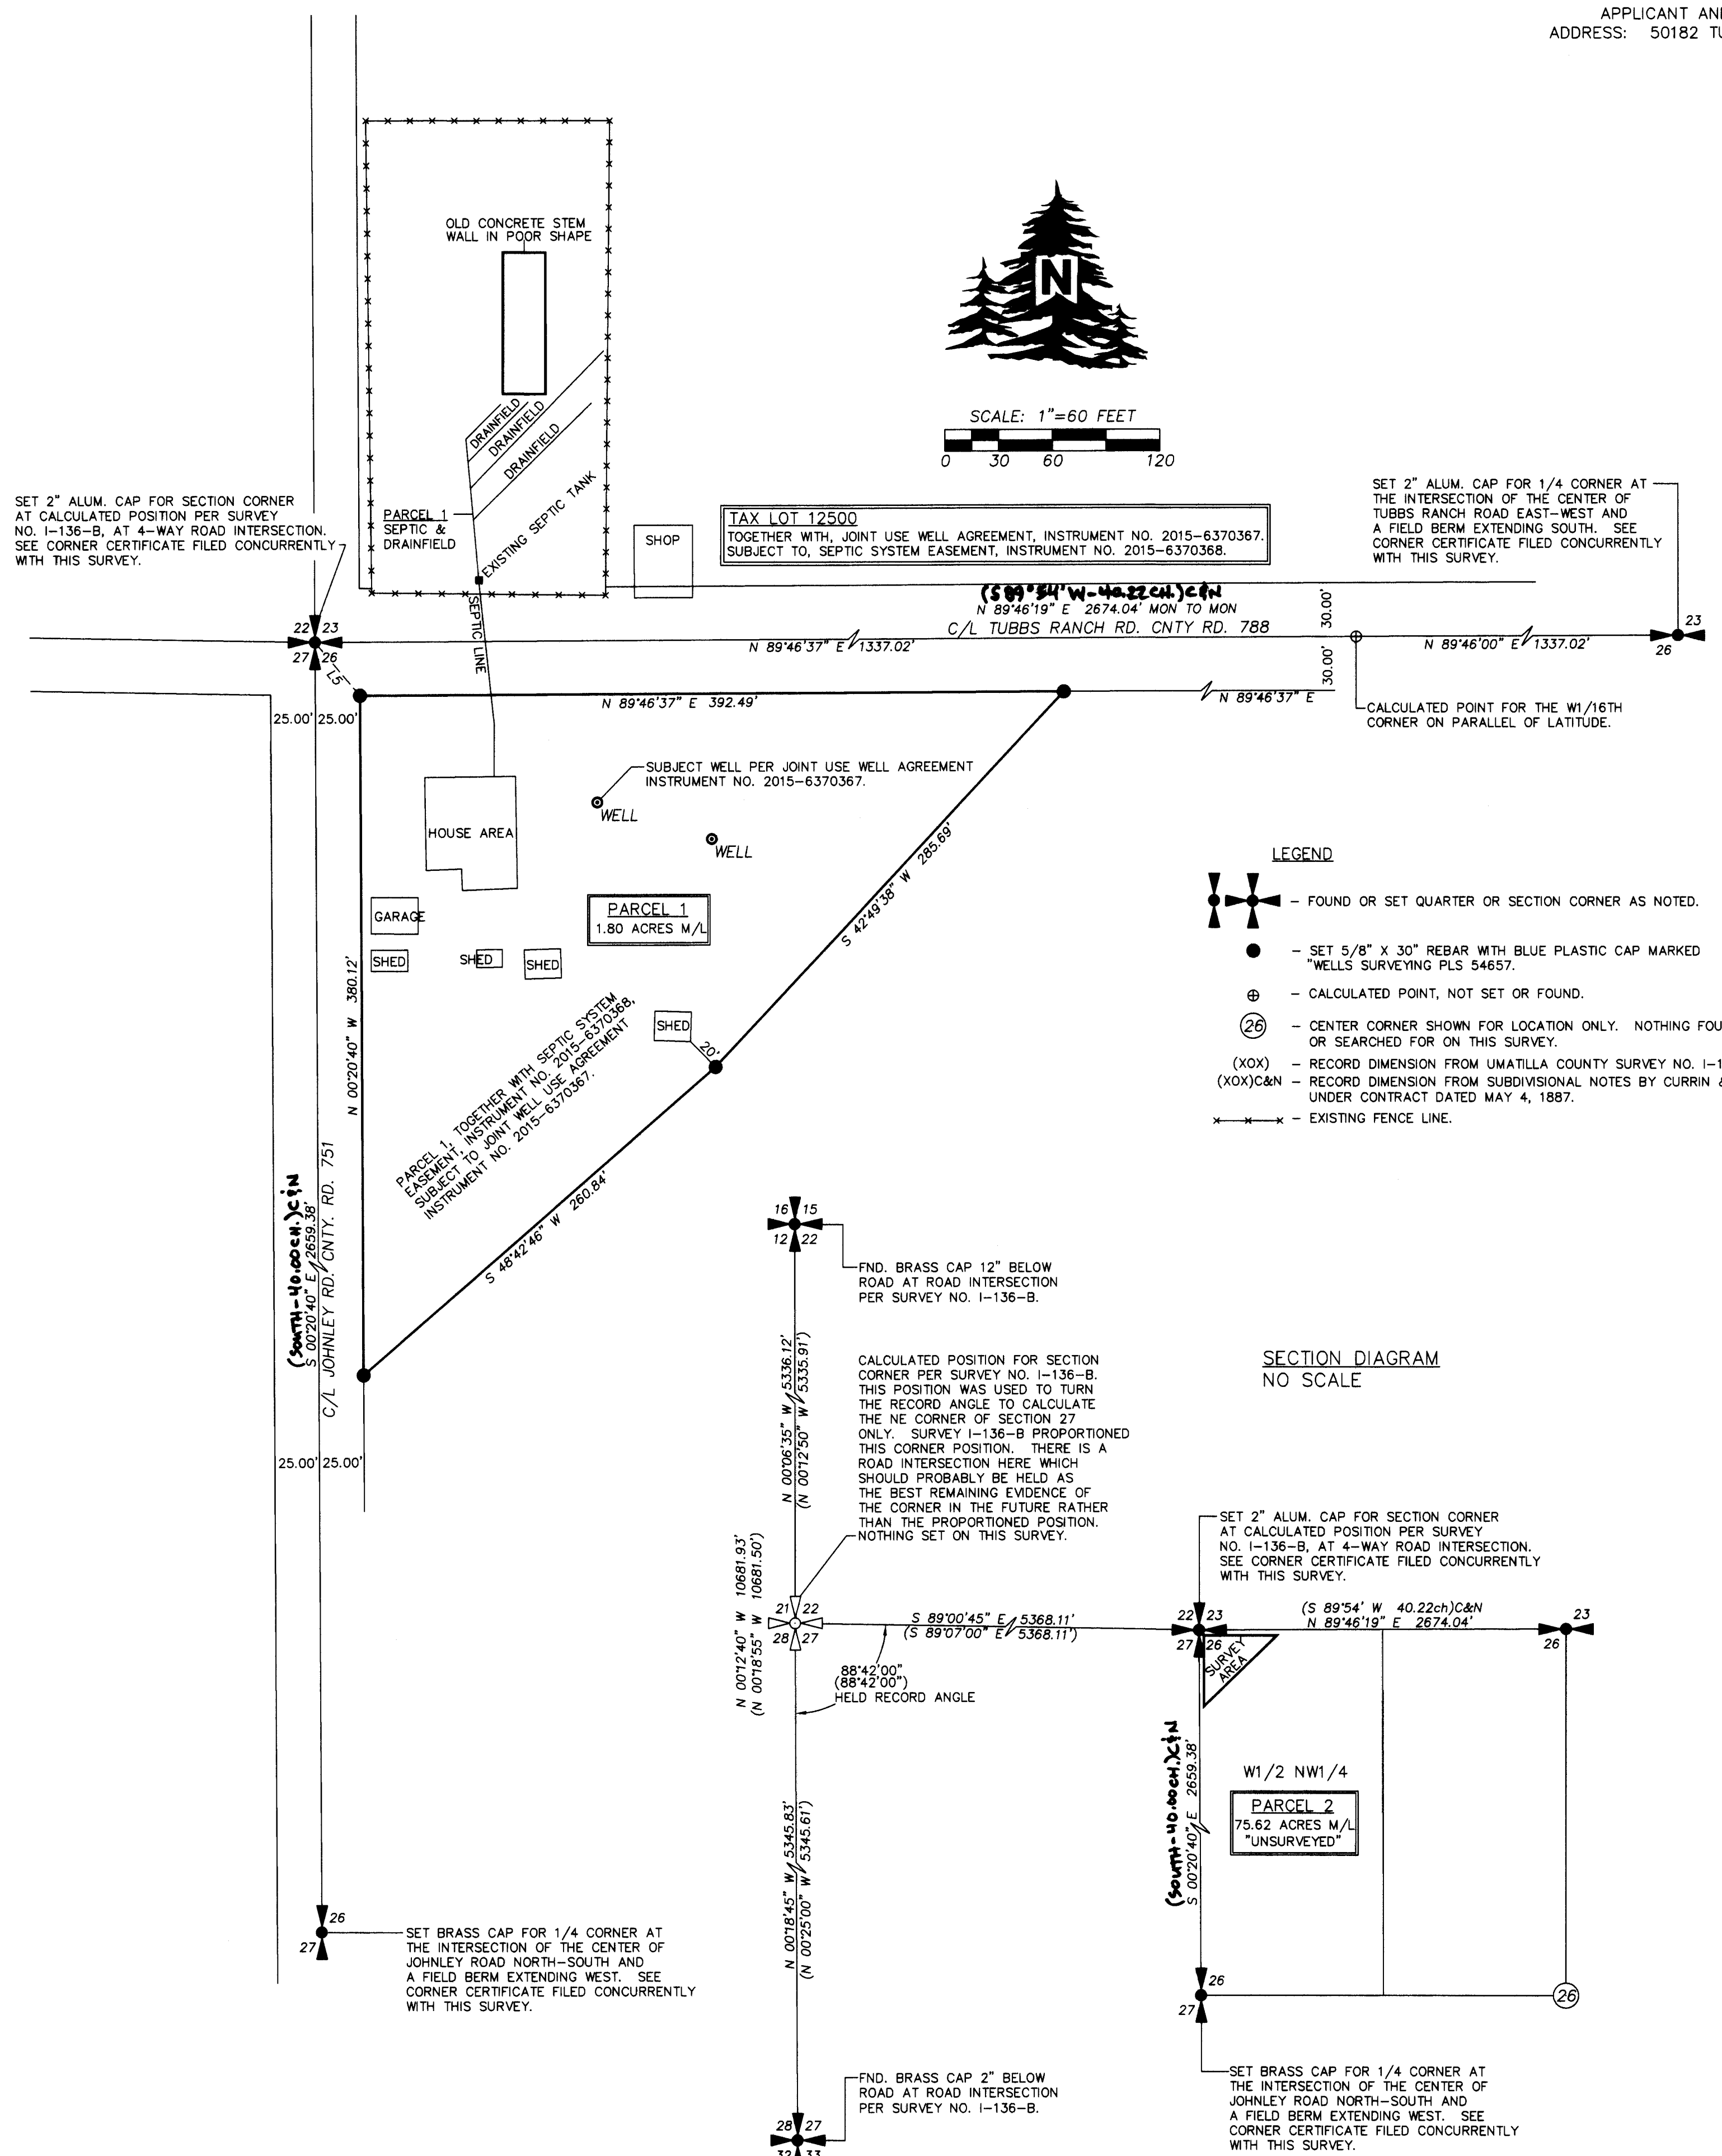 APPLICANT AN
ADDRESS: 50182 T
OLD CONCRETE STEM
WALL IN POOR SHAPE
DRAINFIELD
DRAINFIELD
DRAINFIELD
EXISTING SEPTIC TANK
PARCEL 1
SEPTIC &
DRAINFIELD
SEPTIC LINE
SHOP
N
SCALE: 1"=60 FEET
0 30 60 120
SET 2" ALUM. CAP FOR SECTION CORNER
AT CALCULATED POSITION PER SURVEY
NO. I-136-B, AT 4-WAY ROAD INTERSECTION.
SEE CORNER CERTIFICATE FILED CONCURRENTLY
WITH THIS SURVEY.
TAX LOT 12500
TOGETHER WITH, JOINT USE WELL AGREEMENT, INSTRUMENT NO. 2015-6370367.
SUBJECT TO, SEPTIC SYSTEM EASEMENT, INSTRUMENT NO. 2015-6370368.
SET 2" ALUM. CAP FOR 1/4 CORNER AT
THE INTERSECTION OF THE CENTER OF
TUBBS RANCH ROAD EAST-WEST AND
A FIELD BERM EXTENDING SOUTH. SEE
CORNER CERTIFICATE FILED CONCURRENTLY
WITH THIS SURVEY.
(S 89°54' W-40.22CH.)C&N
N 89°46'19" E 2674.04' MON TO MON
C/L TUBBS RANCH RD. CNTY RD. 788
30.00'
30.00'
22 23
27 26
L5
N 89°46'37" E 1337.02'
N 89°46'00" E 1337.02'
23
26
25.00' 25.00'
N 89°46'37" E 392.49'
N 89°46'37" E
CALCULATED POINT FOR THE W1/16TH
CORNER ON PARALLEL OF LATITUDE.
SUBJECT WELL PER JOINT USE WELL AGREEMENT
INSTRUMENT NO. 2015-6370367.
WELL
WELL
HOUSE AREA
GARAGE
SHED
SHED
SHED
SHED
20'
PARCEL 1
1.80 ACRES M/L
S 42°49'38" W 285.69'
N 00°20'40" W 380.12'
PARCEL 1, TOGETHER WITH SEPTIC SYSTEM
EASEMENT, INSTRUMENT NO. 2015-6370368,
SUBJECT TO JOINT WELL USE AGREEMENT
INSTRUMENT NO. 2015-6370367.
S 48°42'46" W 260.84'
(SOUTH-40.00CH.)C&N
S 00°20'40" E 2659.38'
C/L JOHNLEY RD. CNTY. RD. 751
25.00' 25.00'
LEGEND
– FOUND OR SET QUARTER OR SECTION CORNER AS NOTED.
– SET 5/8" X 30" REBAR WITH BLUE PLASTIC CAP MARKED
"WELLS SURVEYING PLS 54657.
– CALCULATED POINT, NOT SET OR FOUND.
26 – CENTER CORNER SHOWN FOR LOCATION ONLY. NOTHING FOU
OR SEARCHED FOR ON THIS SURVEY.
(XOX) – RECORD DIMENSION FROM UMATILLA COUNTY SURVEY NO. I-1
(XOX)C&N – RECORD DIMENSION FROM SUBDIVISIONAL NOTES BY CURRIN &
UNDER CONTRACT DATED MAY 4, 1887.
– EXISTING FENCE LINE.
16 15
12 22
FND. BRASS CAP 12" BELOW
ROAD AT ROAD INTERSECTION
PER SURVEY NO. I-136-B.
N 00°06'35" W 5336.12'
(N 00°12'50" W 5335.91')
CALCULATED POSITION FOR SECTION
CORNER PER SURVEY NO. I-136-B.
THIS POSITION WAS USED TO TURN
THE RECORD ANGLE TO CALCULATE
THE NE CORNER OF SECTION 27
ONLY. SURVEY I-136-B PROPORTIONED
THIS CORNER POSITION. THERE IS A
ROAD INTERSECTION HERE WHICH
SHOULD PROBABLY BE HELD AS
THE BEST REMAINING EVIDENCE OF
THE CORNER IN THE FUTURE RATHER
THAN THE PROPORTIONED POSITION.
NOTHING SET ON THIS SURVEY.
SECTION DIAGRAM
NO SCALE
SET 2" ALUM. CAP FOR SECTION CORNER
AT CALCULATED POSITION PER SURVEY
NO. I-136-B, AT 4-WAY ROAD INTERSECTION.
SEE CORNER CERTIFICATE FILED CONCURRENTLY
WITH THIS SURVEY.
N 00°12'40" W 10681.93'
(N 00°18'55" W 10681.50')
21 22
28 27
S 89°00'45" E 5368.11'
(S 89°07'00" E 5368.11')
88°42'00"
(88°42'00")
HELD RECORD ANGLE
22 23
27 26
(S 89°54' W 40.22ch)C&N
N 89°46'19" E 2674.04'
23
26
SURVEY
AREA
(SOUTH-40.00CH.)C&N
S 00°20'40" E 2659.38'
W1/2 NW1/4
PARCEL 2
75.62 ACRES M/L
"UNSURVEYED"
N 00°18'45" W 5345.83'
(N 00°25'00" W 5345.61')
26
27
SET BRASS CAP FOR 1/4 CORNER AT
THE INTERSECTION OF THE CENTER OF
JOHNLEY ROAD NORTH-SOUTH AND
A FIELD BERM EXTENDING WEST. SEE
CORNER CERTIFICATE FILED CONCURRENTLY
WITH THIS SURVEY.
26
27
26
SET BRASS CAP FOR 1/4 CORNER AT
THE INTERSECTION OF THE CENTER OF
JOHNLEY ROAD NORTH-SOUTH AND
A FIELD BERM EXTENDING WEST. SEE
CORNER CERTIFICATE FILED CONCURRENTLY
WITH THIS SURVEY.
FND. BRASS CAP 2" BELOW
ROAD AT ROAD INTERSECTION
PER SURVEY NO. I-136-B.
28 27
32 33